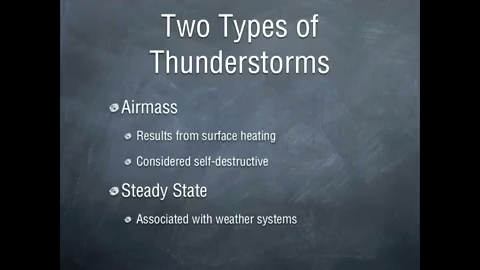 Two Types of
Thunderstorms
Airmass
Results from surface heating
Considered self-destructive
Steady State
Associated with weather systems